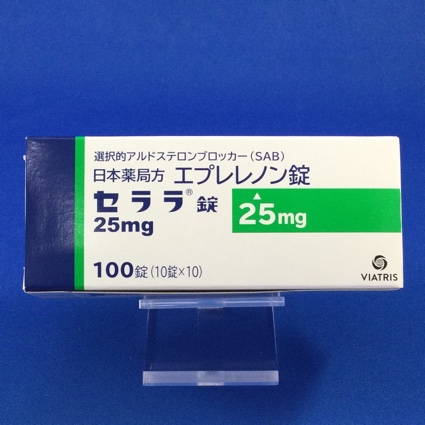 選択的アルドステロンブロッカー(SAB)
日本薬局方 エプレレノン錠
セララ®錠
25mg
25mg
100錠(10錠×10)
VIATRIS